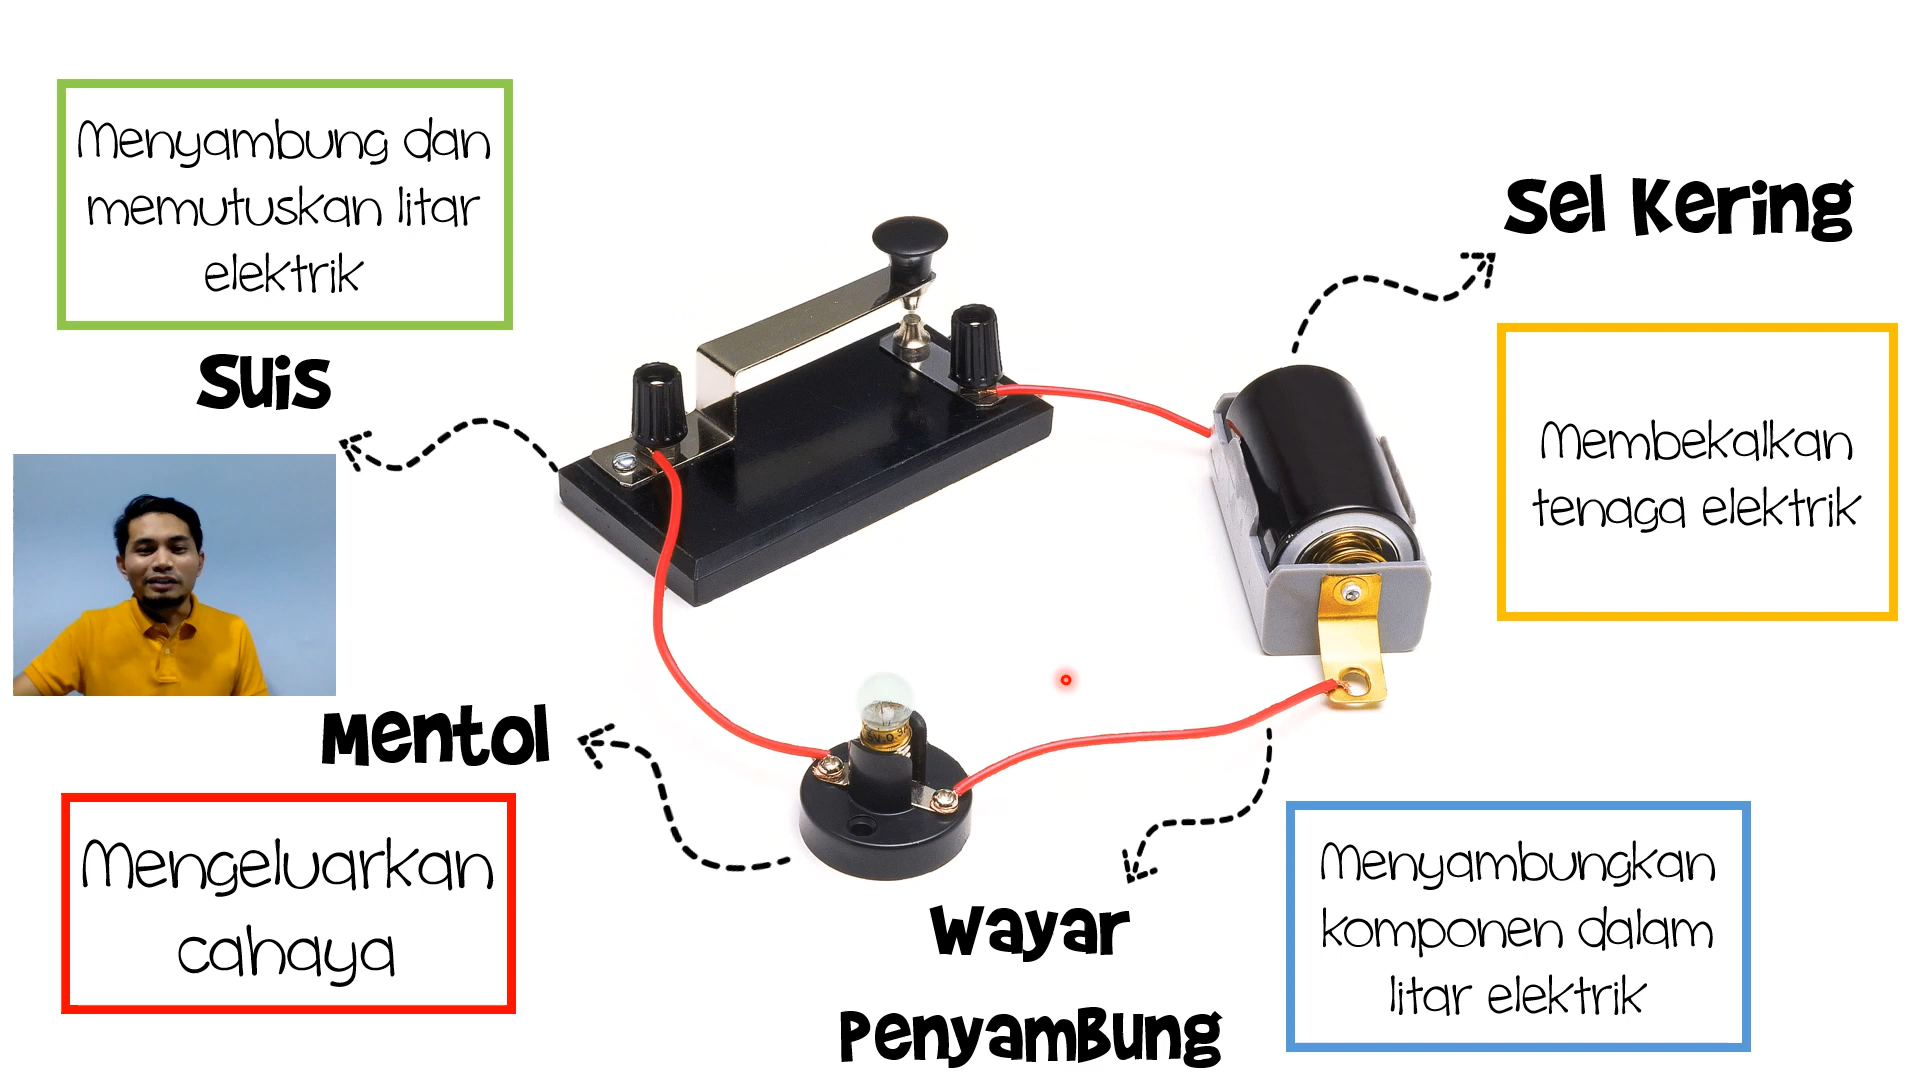 Menyambung dan
memutuskan litar
elektrik
Suis
Sel Kering
Membekalkan
tenaga elektrik
Mentol
Mengeluarkan
cahaya
Wayar
Penyambung
Menyambungkan
komponen dalam
litar elektrik